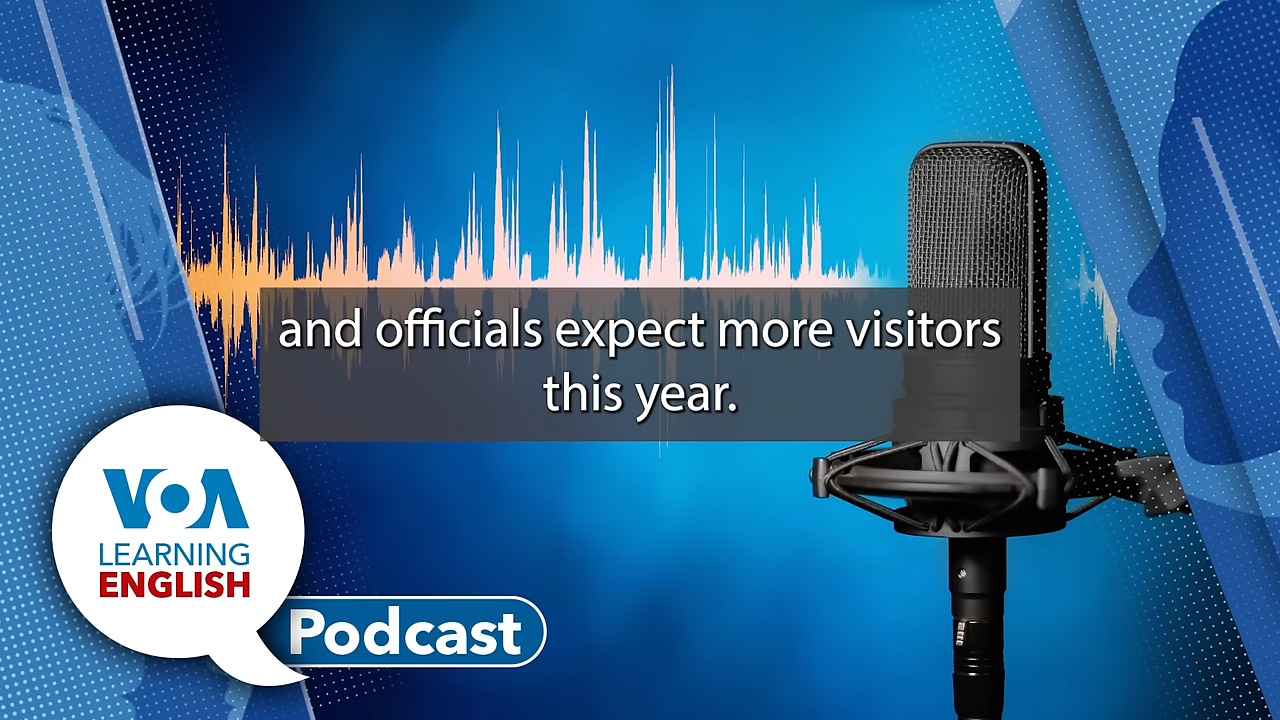 and officials expect more visitors
this year.
VOA
LEARNING
ENGLISH
Podcast